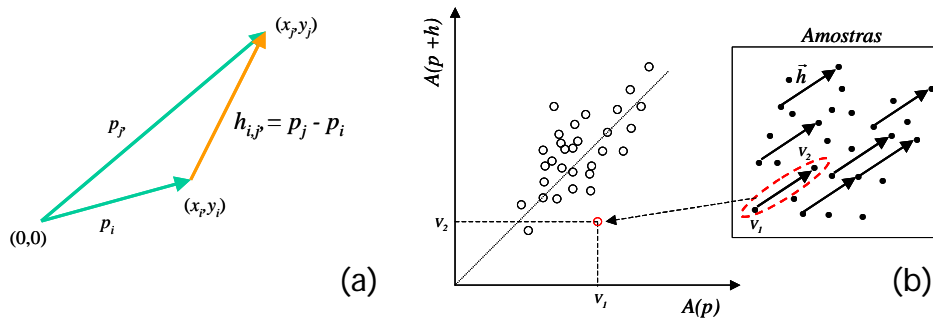 (xj,yj)
pj,
hi,j, = pj - pi
(xi,yi)
pi
(0,0)
(a)
A(p+h)
V2
V1
A(p)
Amostras
h
V2
V1
(b)